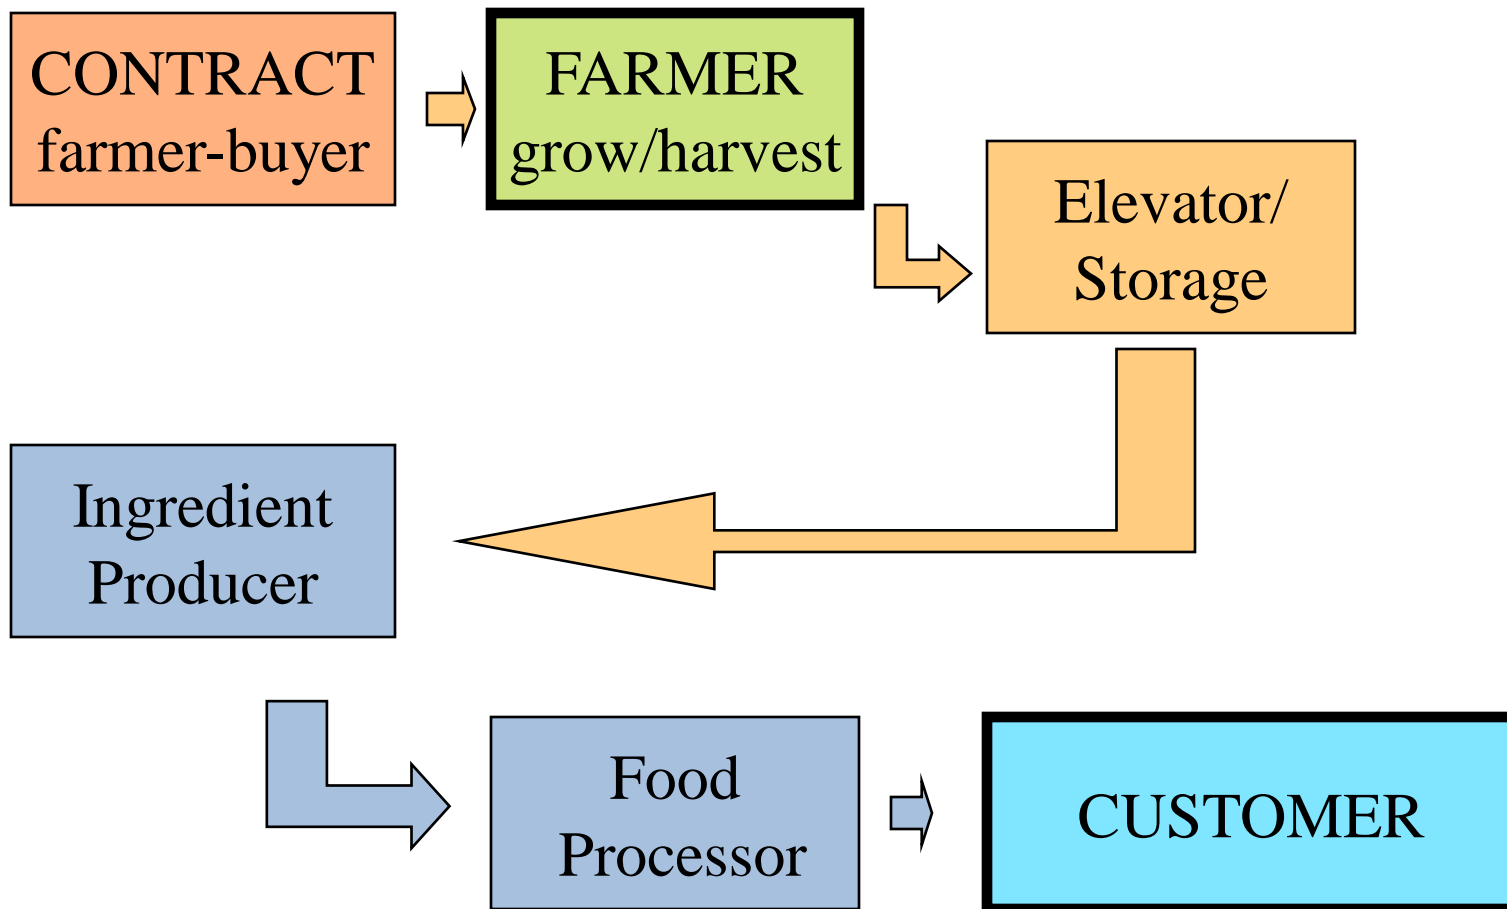 CONTRACT
farmer-buyer
FARMER
grow/harvest
Elevator/
Storage
Ingredient
Producer
Food
Processor
CUSTOMER